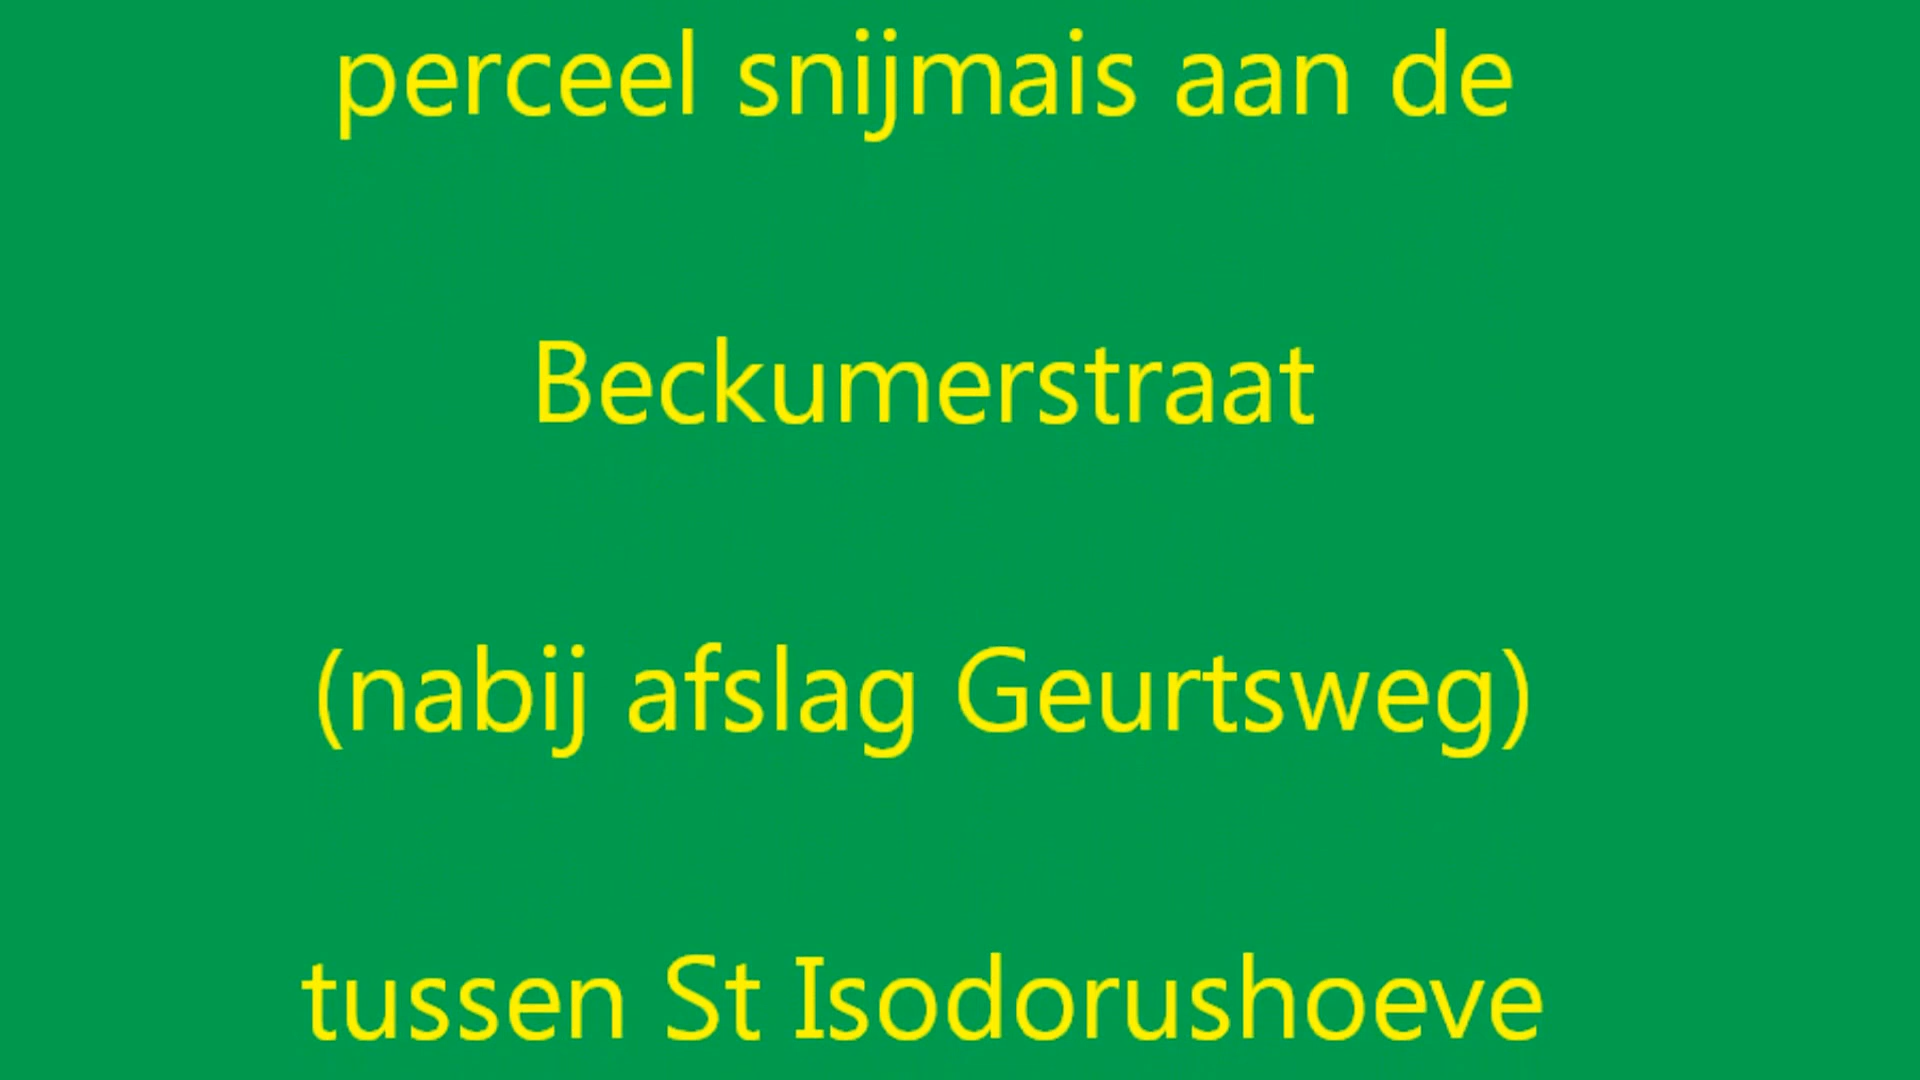 perceel snijmais aan de
Beckumerstraat
(nabij afslag Geurtsweg)
tussen St Isodorushoeve